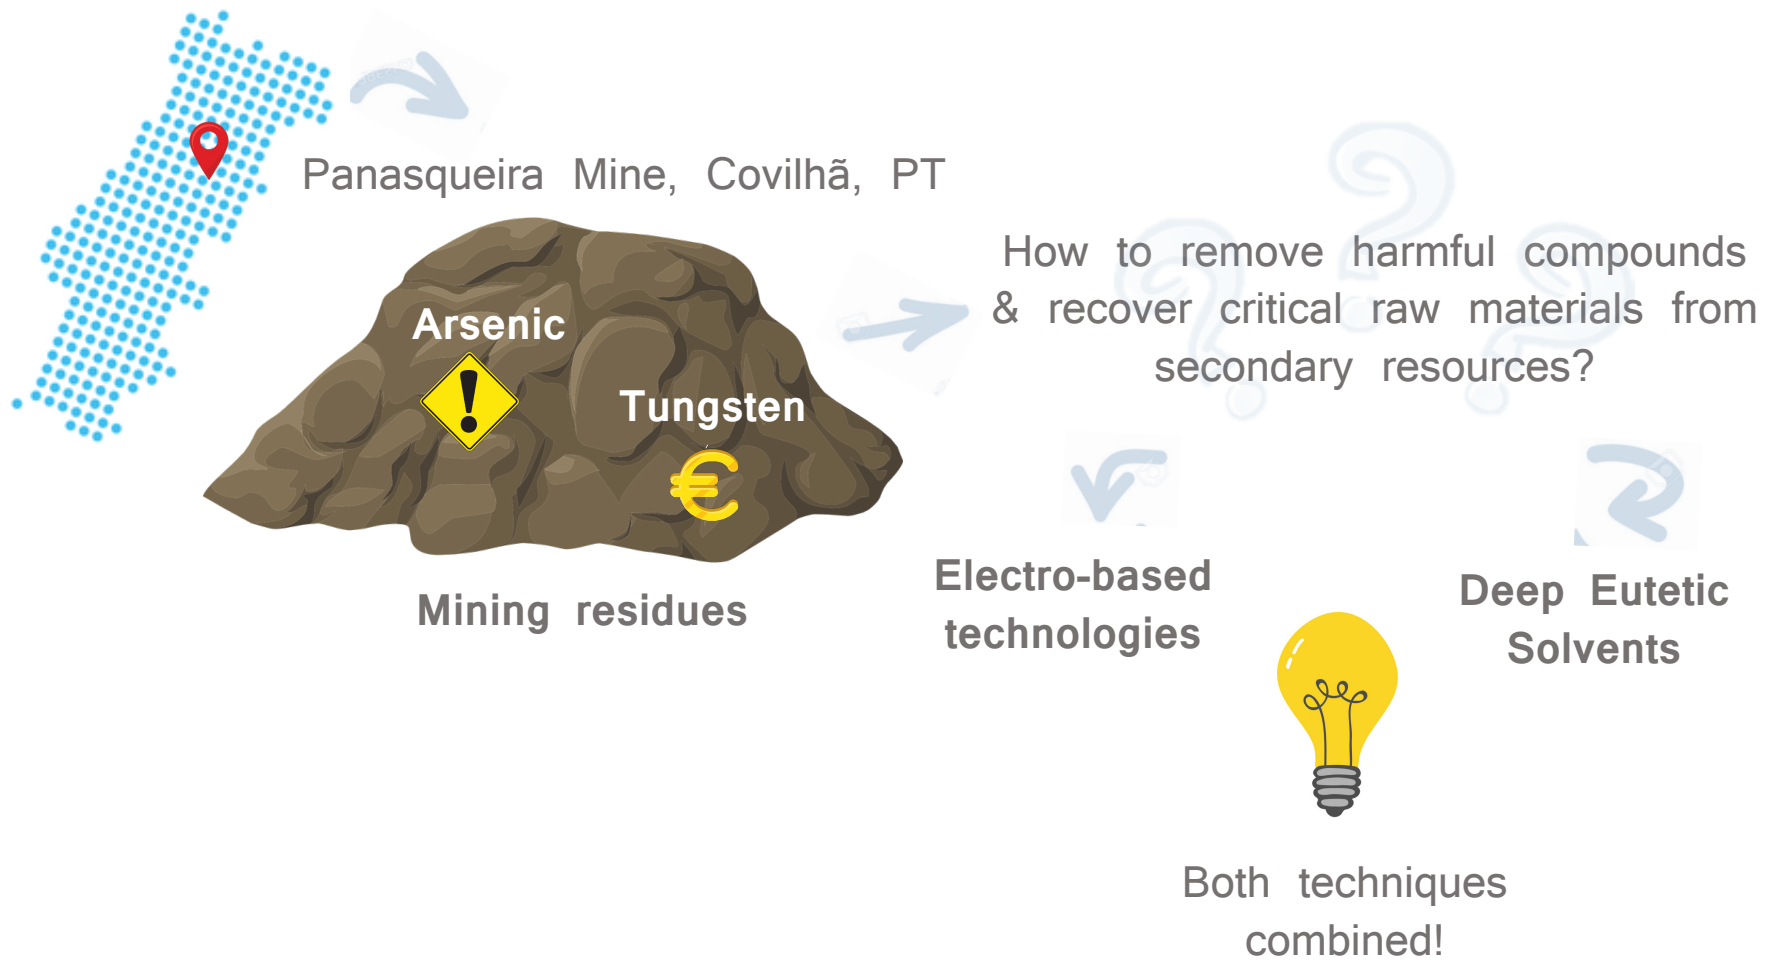 Panasqueira Mine, Covilhã, PT
Arsenic
Tungsten
€
Mining residues
How to remove harmful compounds
& recover critical raw materials from
secondary resources?
Electro-based
technologies
Deep Eutetic
Solvents
Both techniques
combined!